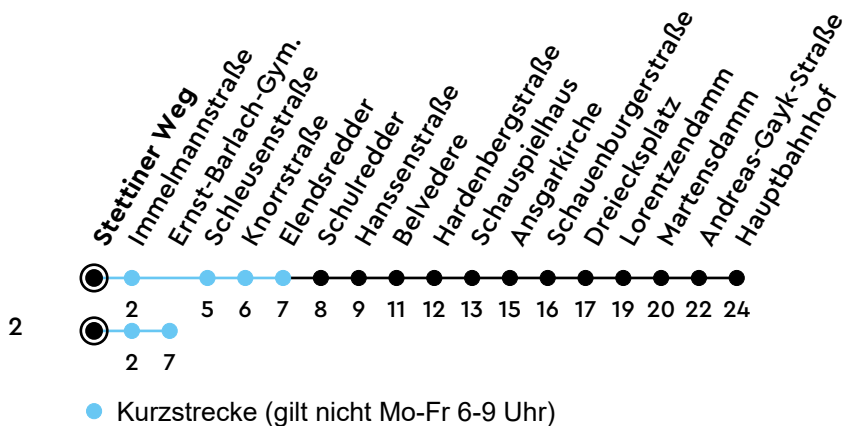 Stettiner Weg
Immelmannstraße
Ernst-Barlach-Gym.
Schleusenstraße
Knorrstraße
Elendsredder
Schulredder
Hanssenstraße
Belvedere
Hardenbergstraße
Schauspielhaus
Ansgarkirche
Schauenburgerstraße
Dreiecksplatz
Lorentzendamm
Martensdamm
Andreas-Gayk-Straße
Hauptbahnhof
2 5 6 7 8 9 11 12 13 15 16 17 19 20 22 24
2
2 7
Kurzstrecke (gilt nicht Mo-Fr 6-9 Uhr)